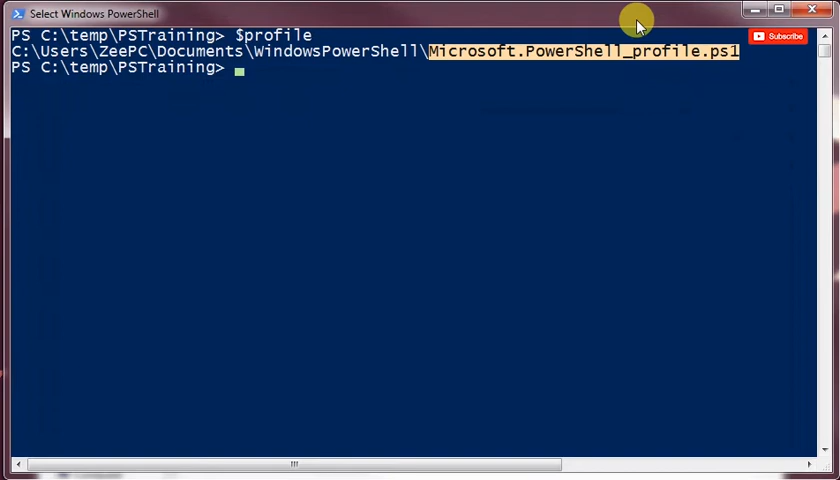 Select Windows PowerShell
PS C:\temp\PSTraining> $profile
Subscribe
C:\Users\ZeePC\Documents\WindowsPowerShell\Microsoft.PowerShell_profile.ps1
PS C:\temp\PSTraining>